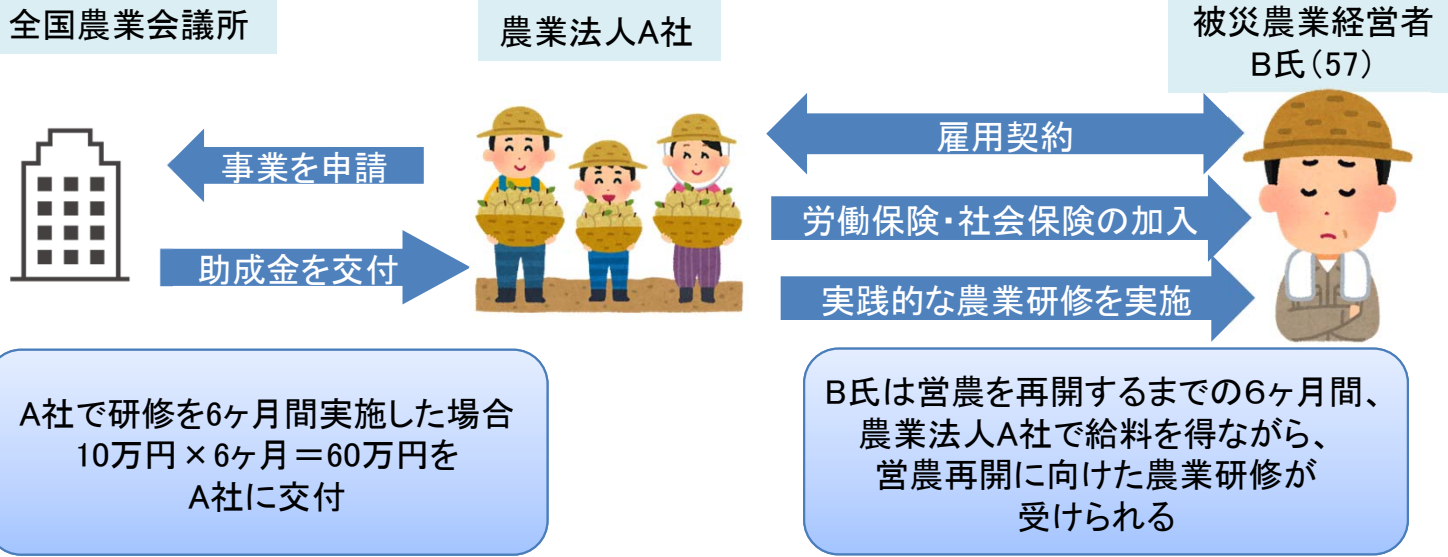 全国農業会議所
農業法人A社
被災農業経営者
B氏(57)
事業を申請
助成金を交付
雇用契約
労働保険・社会保険の加入
実践的な農業研修を実施
A社で研修を6ヶ月間実施した場合
10万円×6ヶ月=60万円を
A社に交付
B氏は営農を再開するまでの6ヶ月間、
農業法人A社で給料を得ながら、
営農再開に向けた農業研修が
受けられる